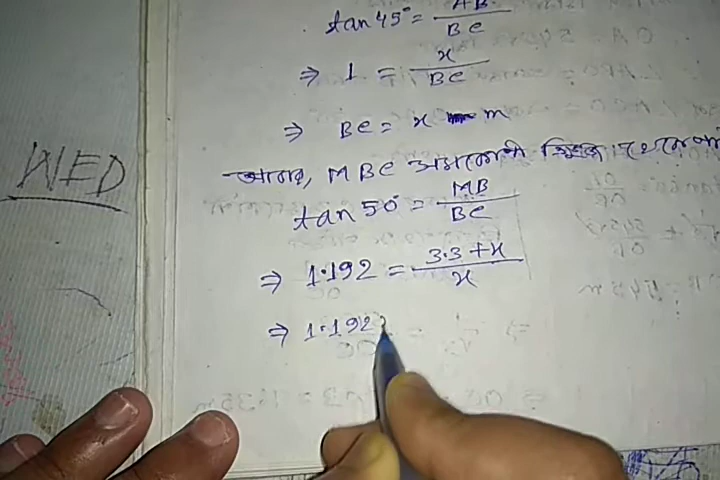 tan 45° = AB / BC
⇒ 1 = x / BC
⇒ BC = x m
WED
আবার, MBC সমকোণী ত্রিভুজ থেকে পাই
tan 50° = MB / BC
⇒ 1.192 = 3.3 + x / x
⇒ 1.192